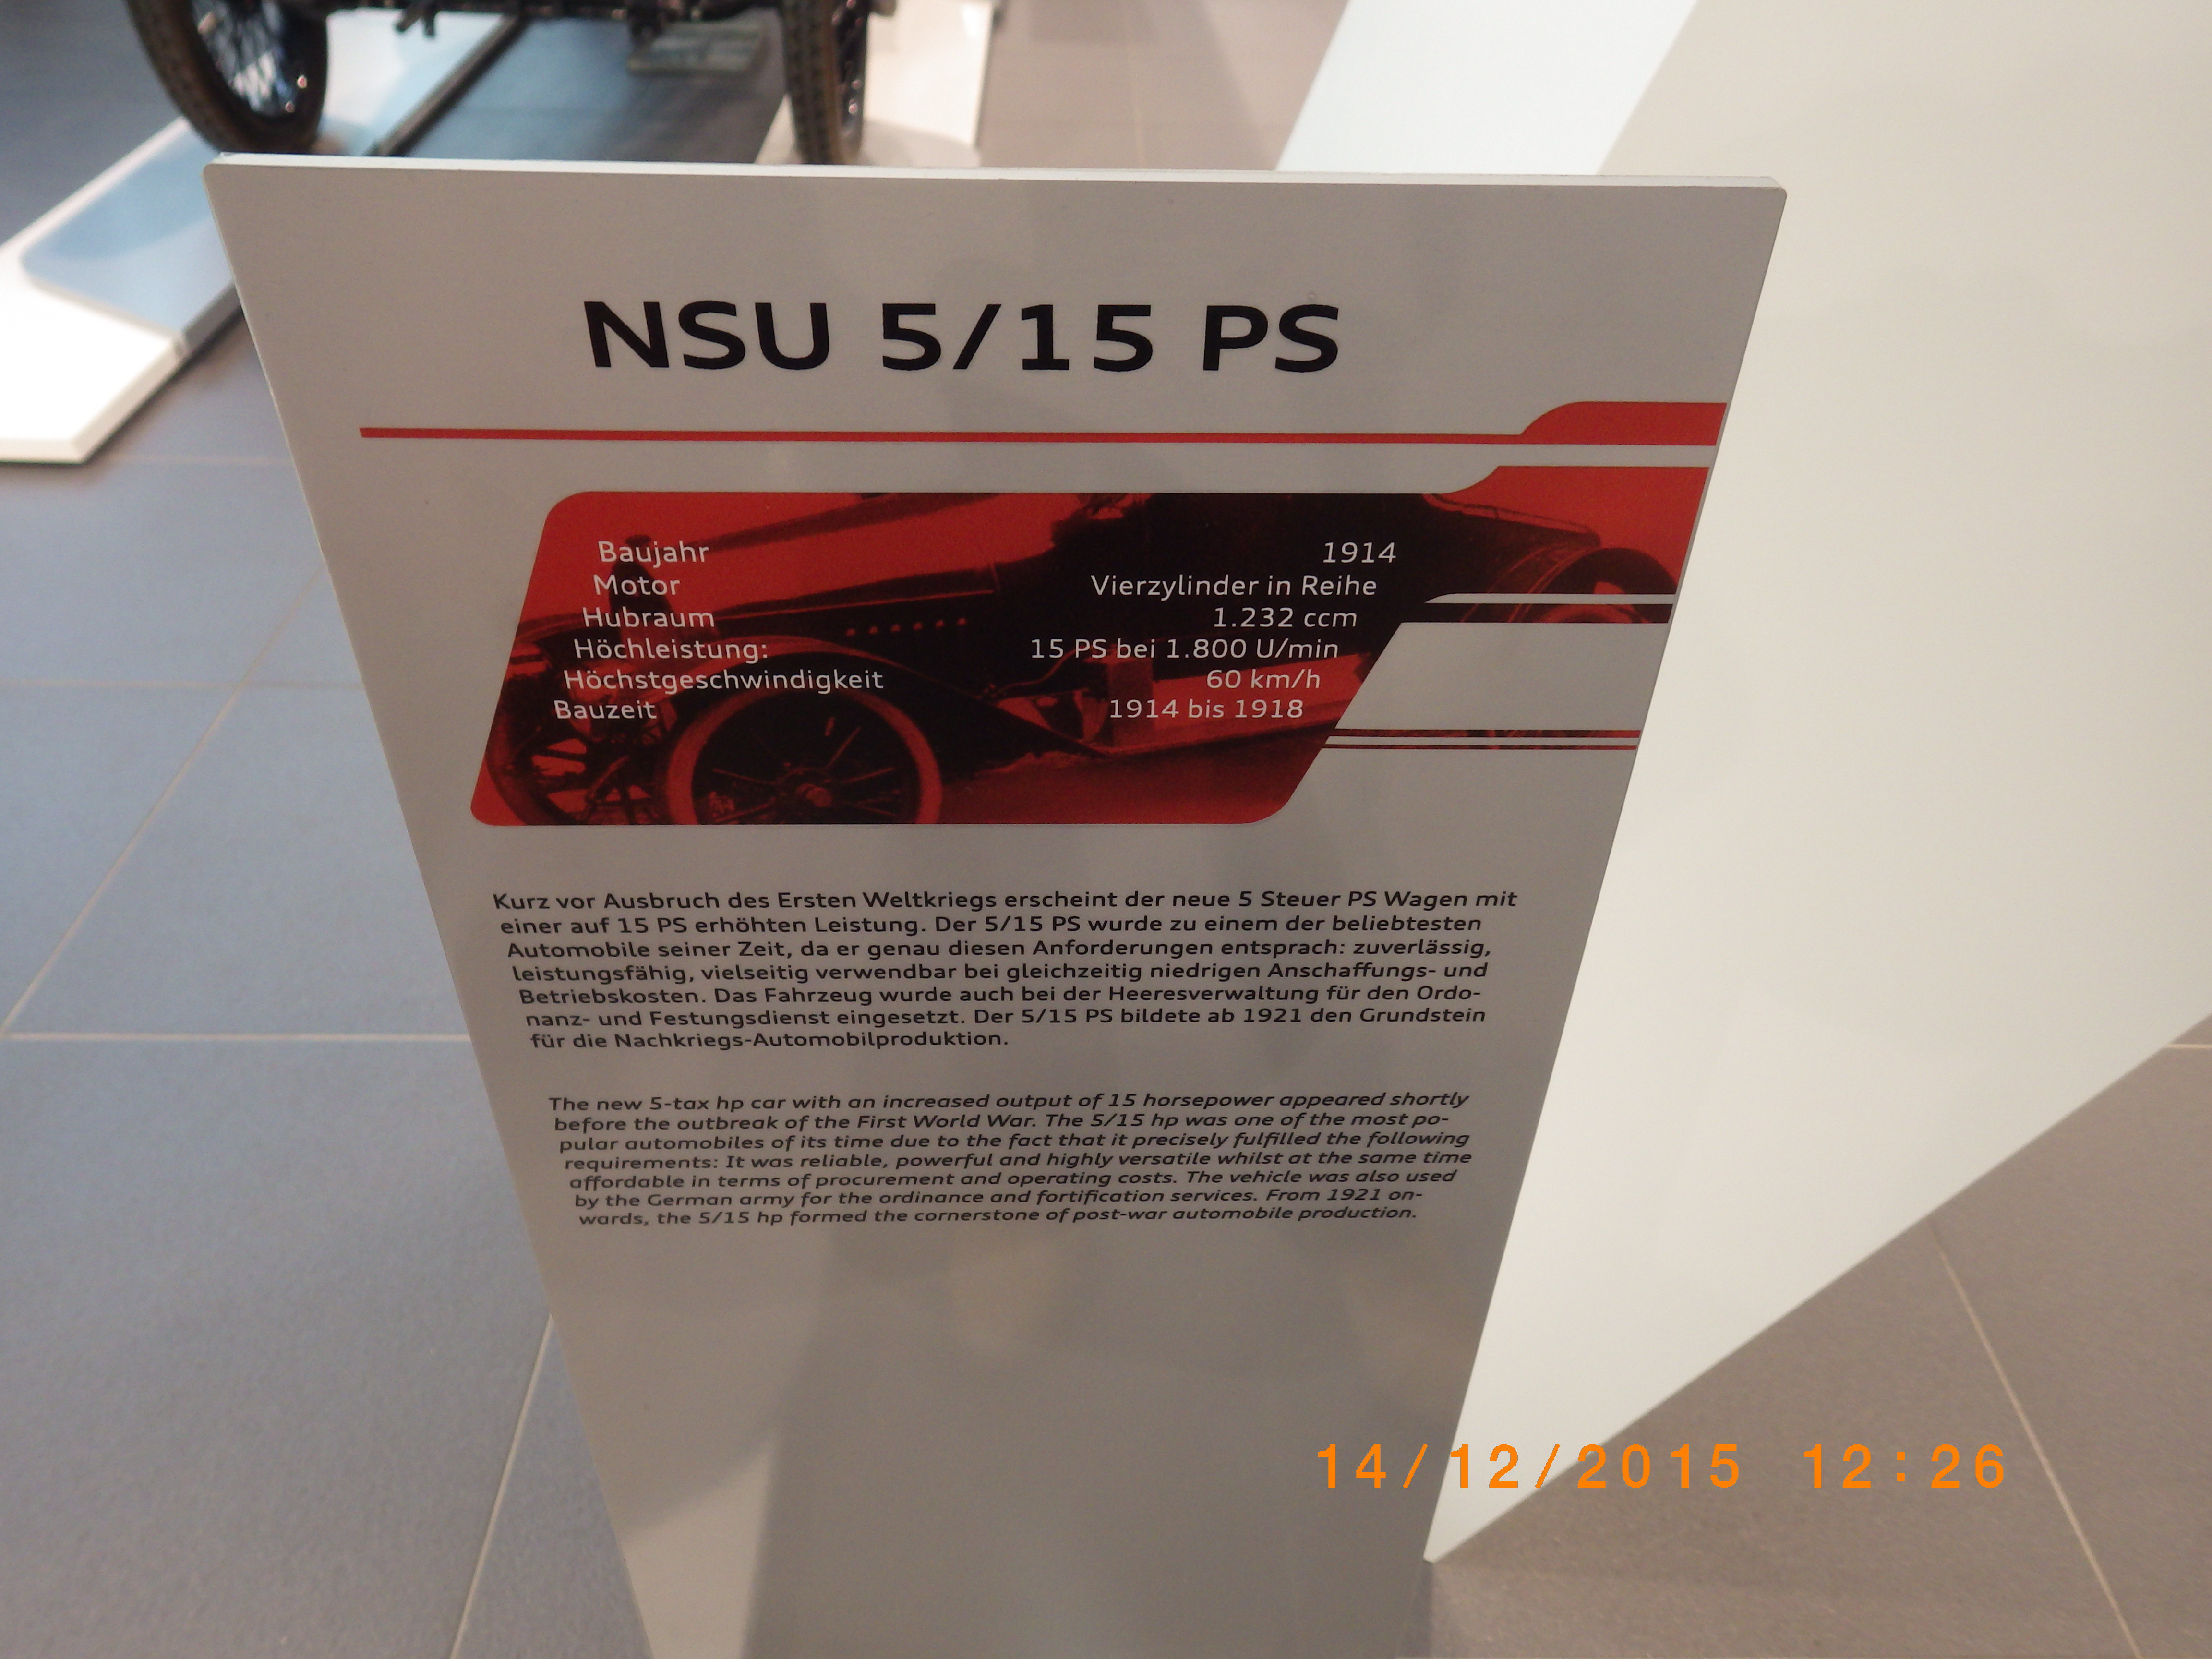 NSU 5/15 PS
Baujahr 1914
Motor Vierzylinder in Reihe
Hubraum 1.232 ccm
Höchleistung: 15 PS bei 1.800 U/min
Höchstgeschwindigkeit 60 km/h
Bauzeit 1914 bis 1918
Kurz vor Ausbruch des Ersten Weltkriegs erscheint der neue 5 Steuer PS Wagen mit
einer auf 15 PS erhöhten Leistung. Der 5/15 PS wurde zu einem der beliebtesten
Automobile seiner Zeit, da er genau diesen Anforderungen entsprach: zuverlässig,
leistungsfähig, vielseitig verwendbar bei gleichzeitig niedrigen Anschaffungs- und
Betriebskosten. Das Fahrzeug wurde auch bei der Heeresverwaltung für den Ordo-
nanz- und Festungsdienst eingesetzt. Der 5/15 PS bildete ab 1921 den Grundstein
für die Nachkriegs-Automobilproduktion.
The new 5-tax hp car with an increased output of 15 horsepower appeared shortly
before the outbreak of the First World War. The 5/15 hp was one of the most po-
pular automobiles of its time due to the fact that it precisely fulfilled the following
requirements: It was reliable, powerful and highly versatile whilst at the same time
affordable in terms of procurement and operating costs. The vehicle was also used
by the German army for the ordinance and fortification services. From 1921 on-
wards, the 5/15 hp formed the cornerstone of post-war automobile production.
14/12/2015 12:26